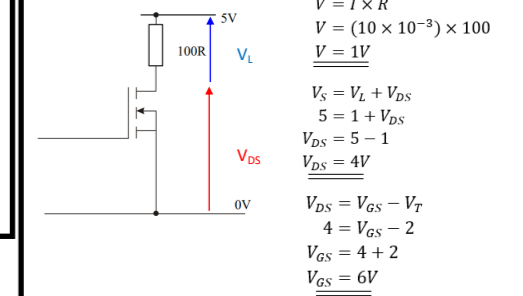 5V
100R
V_L
V_DS
0V
V = I × R
V = (10 × 10⁻³) × 100
V = 1V
V_S = V_L + V_DS
5 = 1 + V_DS
V_DS = 5 − 1
V_DS = 4V
V_DS = V_GS − V_T
4 = V_GS − 2
V_GS = 4 + 2
V_GS = 6V